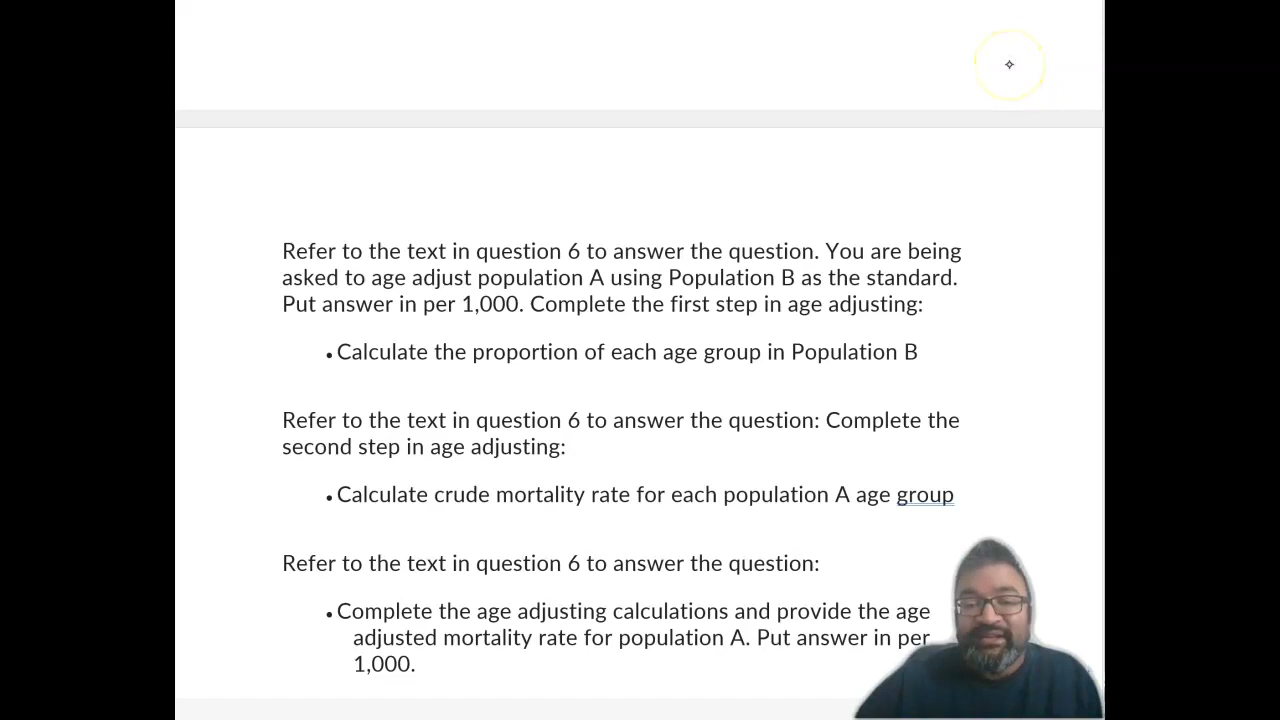 Refer to the text in question 6 to answer the question. You are being
asked to age adjust population A using Population B as the standard.
Put answer in per 1,000. Complete the first step in age adjusting:
• Calculate the proportion of each age group in Population B
Refer to the text in question 6 to answer the question: Complete the
second step in age adjusting:
• Calculate crude mortality rate for each population A age group
Refer to the text in question 6 to answer the question:
• Complete the age adjusting calculations and provide the age
adjusted mortality rate for population A. Put answer in per
1,000.